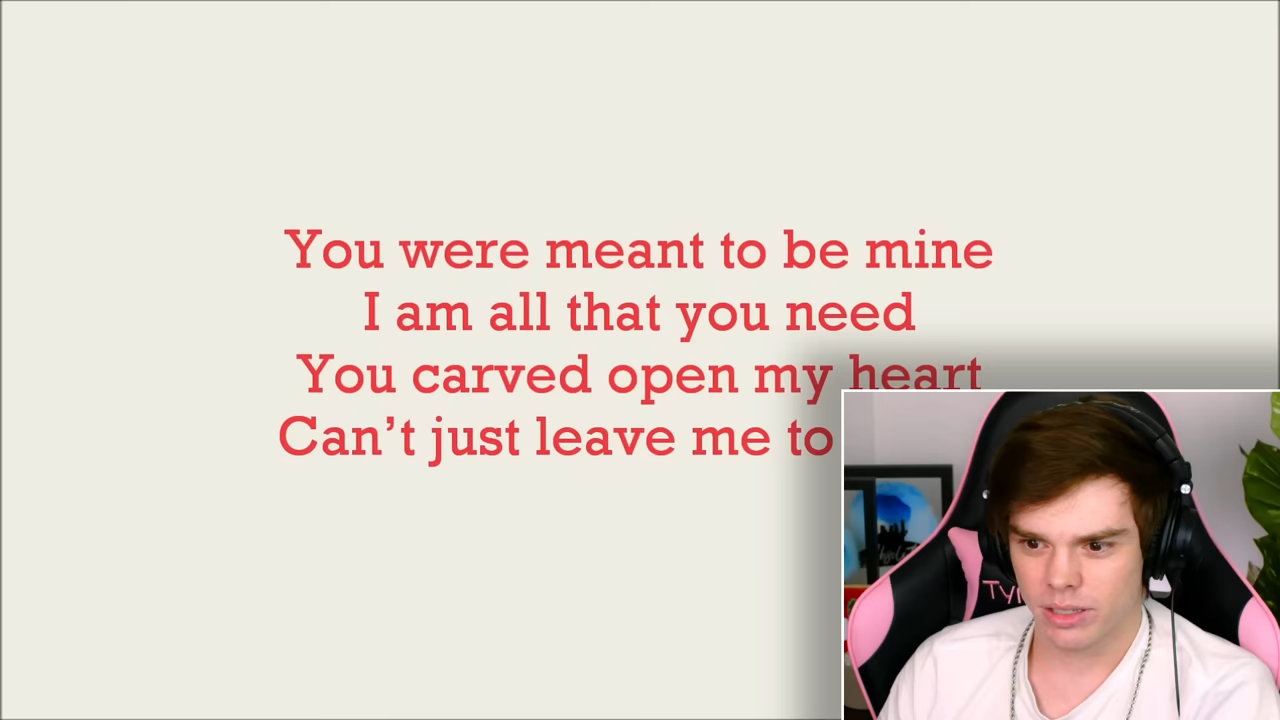 You were meant to be mine
I am all that you need
You carved open my heart
Can’t just leave me to